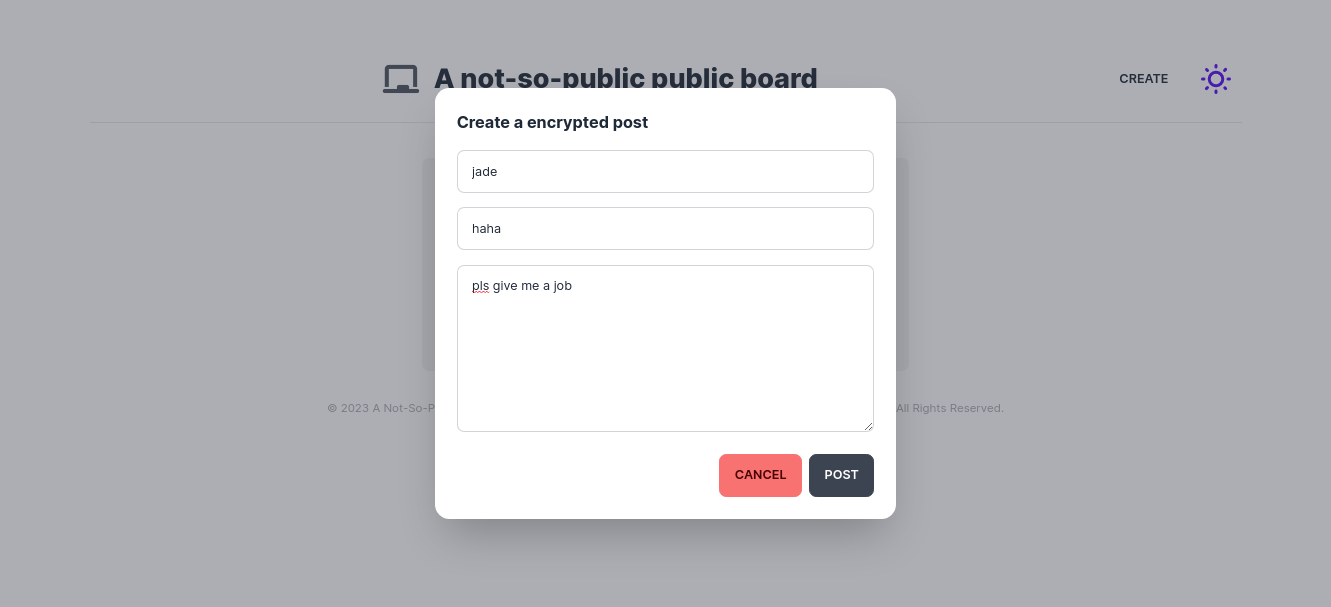 A not-so-public public board
CREATE
Create a encrypted post
jade
haha
pls give me a job
© 2023 A Not-So-P
All Rights Reserved.
CANCEL
POST